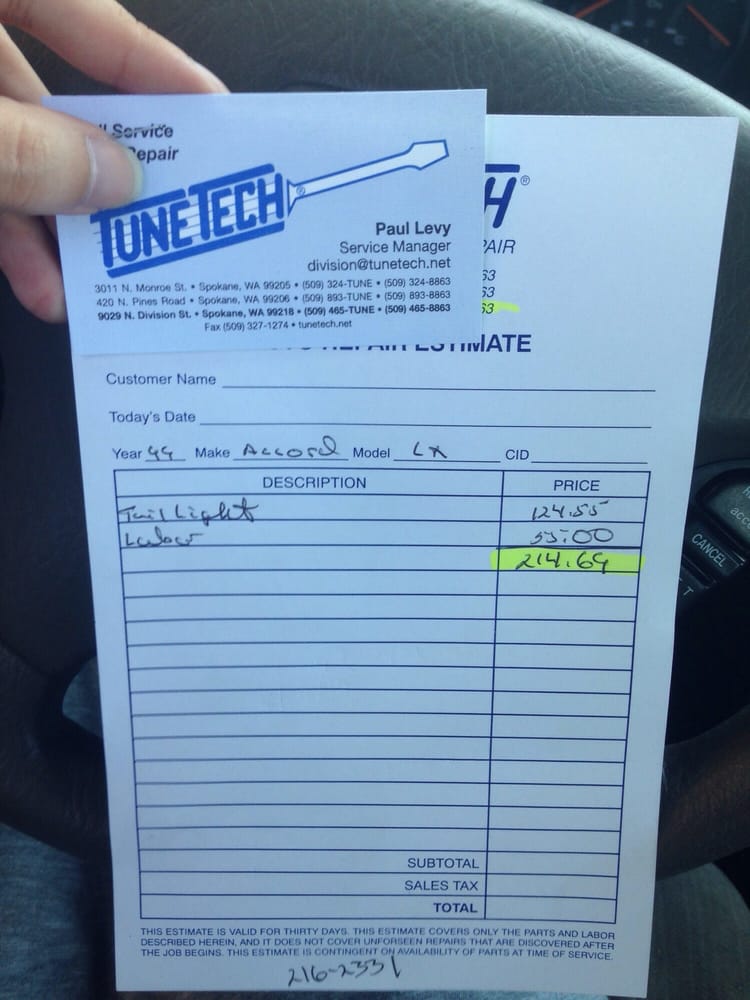 Service
Repair
TUNETECH®
Paul Levy
Service Manager
division@tunetech.net
3011 N. Monroe St. • Spokane, WA 99205 • (509) 324-TUNE • (509) 324-8863
420 N. Pines Road • Spokane, WA 99206 • (509) 893-TUNE • (509) 893-8863
9029 N. Division St. • Spokane, WA 99218 • (509) 465-TUNE • (509) 465-8863
Fax (509) 327-1274 • tunetech.net
H®
PAIR
63
63
63
REPAIR ESTIMATE
Customer Name
Today's Date
Year 99 Make Accord Model LX CID
DESCRIPTION PRICE
Tail Light 124.55
Labor 55.00
214.69
SUBTOTAL
SALES TAX
TOTAL
THIS ESTIMATE IS VALID FOR THIRTY DAYS. THIS ESTIMATE COVERS ONLY THE PARTS AND LABOR
DESCRIBED HEREIN, AND IT DOES NOT COVER UNFORSEEN REPAIRS THAT ARE DISCOVERED AFTER
THE JOB BEGINS. THIS ESTIMATE IS CONTINGENT ON AVAILABILITY OF PARTS AT TIME OF SERVICE.
216-2331
CANCEL